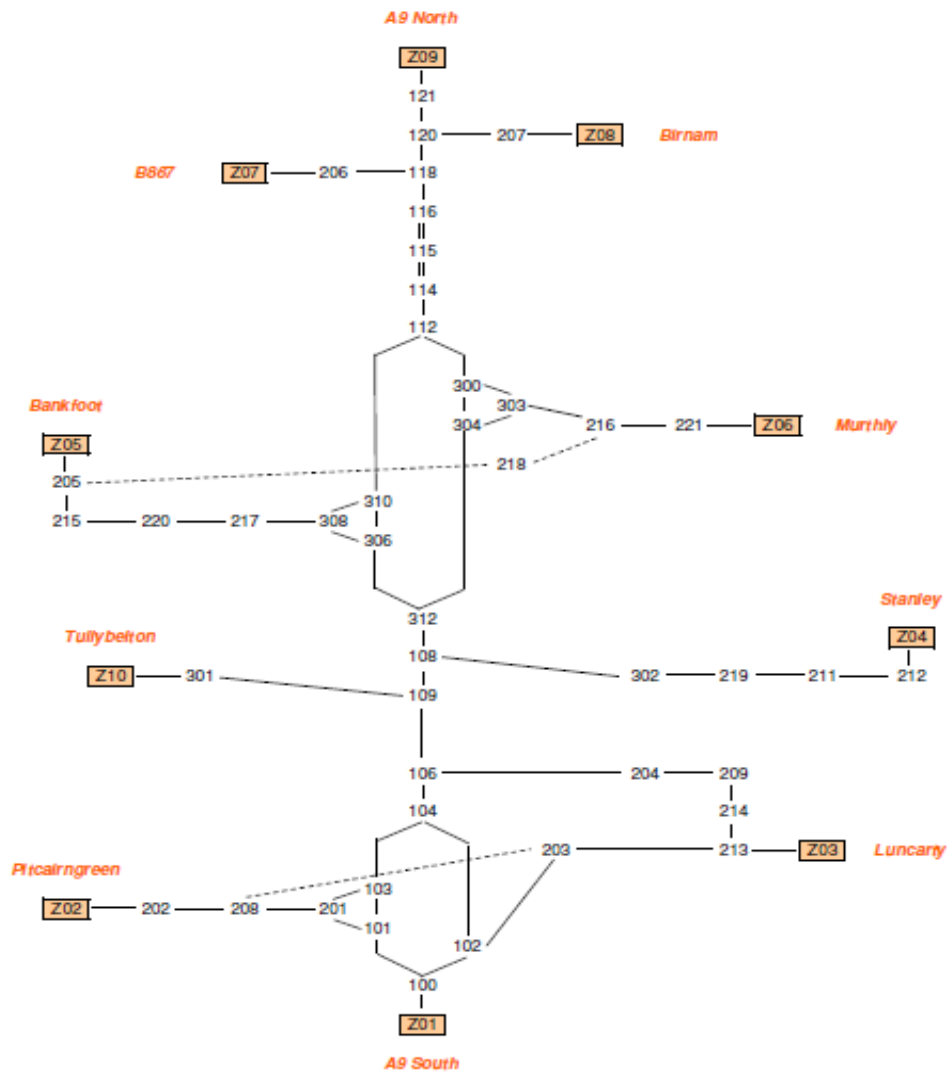 A9 North
Z09
121
120 207 Z08 Birnam
B867 Z07 206 118
116
115
114
112
300
Bankfoot 303
Z05 304 216 221 Z06 Murthly
218
205
310
215 220 217 308
306
Stanley
312
Tullybelton Z04
108
Z10 301 302 219 211 212
109
106 204 209
104 214
203 213 Z03 Luncarty
Pitcairngreen
103
Z02 202 208 201
101
102
100
Z01
A9 South